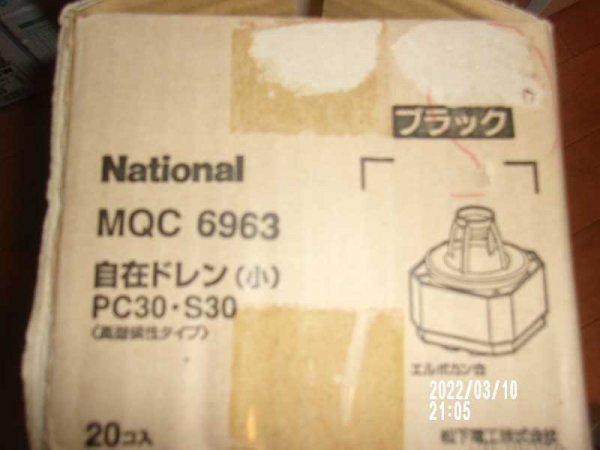 ブラック
National
MQC 6963
自在ドレン(小)
PC30・S30
(高謖候性タイプ)
エルボカン合
20コ入
松下電工株式会社
2022/03/10
21:05